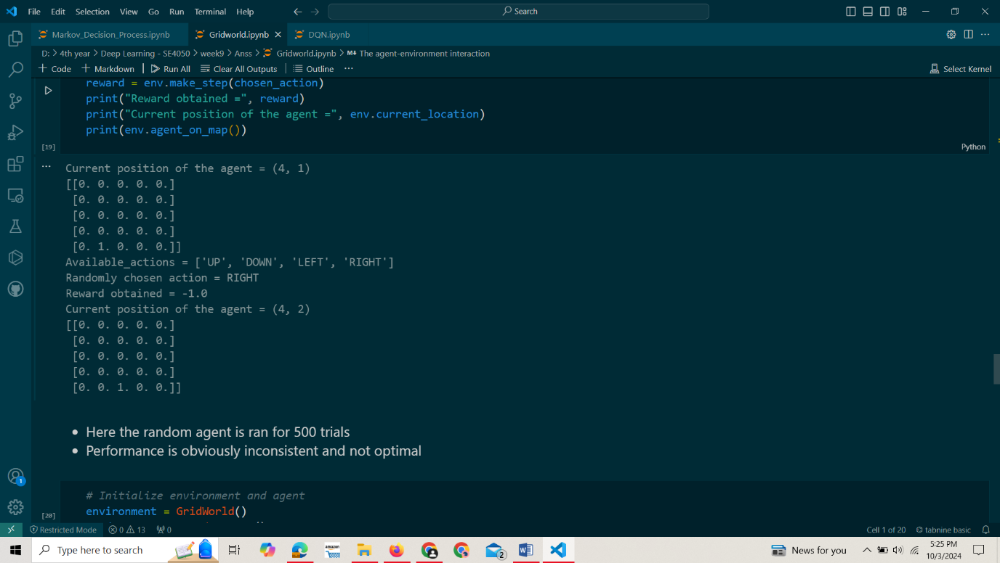 File Edit Selection View Go Run Terminal Help Search
Markov_Decision_Process.ipynb Gridworld.ipynb DQN.ipynb
D: > 4th year > Deep Learning - SE4050 > week9 > Anss > Gridworld.ipynb > M↓ The agent-environment interaction
+ Code + Markdown | Run All Clear All Outputs | Outline ... Select Kernel
reward = env.make_step(chosen_action)
print("Reward obtained =", reward)
print("Current position of the agent =", env.current_location)
print(env.agent_on_map())
[19] Python
... Current position of the agent = (4, 1)
[[0. 0. 0. 0. 0.]
[0. 0. 0. 0. 0.]
[0. 0. 0. 0. 0.]
[0. 0. 0. 0. 0.]
[0. 1. 0. 0. 0.]]
Available_actions = ['UP', 'DOWN', 'LEFT', 'RIGHT']
Randomly chosen action = RIGHT
Reward obtained = -1.0
Current position of the agent = (4, 2)
[[0. 0. 0. 0. 0.]
[0. 0. 0. 0. 0.]
[0. 0. 0. 0. 0.]
[0. 0. 0. 0. 0.]
[0. 0. 1. 0. 0.]]
• Here the random agent is ran for 500 trials
• Performance is obviously inconsistent and not optimal
# Initialize environment and agent
environment = GridWorld()
[20]
1
Restricted Mode 0 13 0 Cell 1 of 20 tabnine basic
Type here to search amazon 2 News for you 5:25 PM
10/3/2024